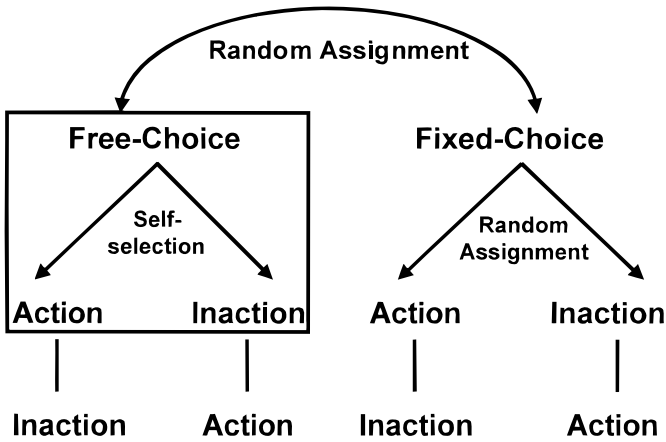 Random Assignment
Free-Choice
Fixed-Choice
Self-
selection
Random
Assignment
Action
Inaction
Action
Inaction
Inaction
Action
Inaction
Action